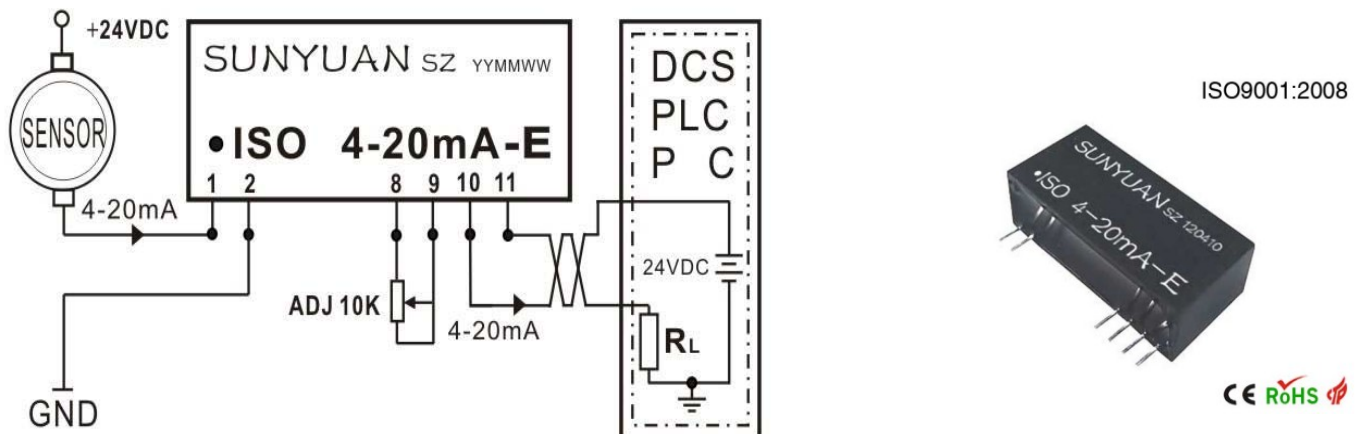 +24VDC
SENSOR
4-20mA
GND
SUNYUAN SZ YYMMWW
•ISO 4-20mA-E
1 2 8 9 10 11
ADJ 10K
4-20mA
DCS
PLC
P C
24VDC
RL
ISO9001:2008
SUNYUAN SZ 120410
•ISO 4-20mA-E
CE RoHS